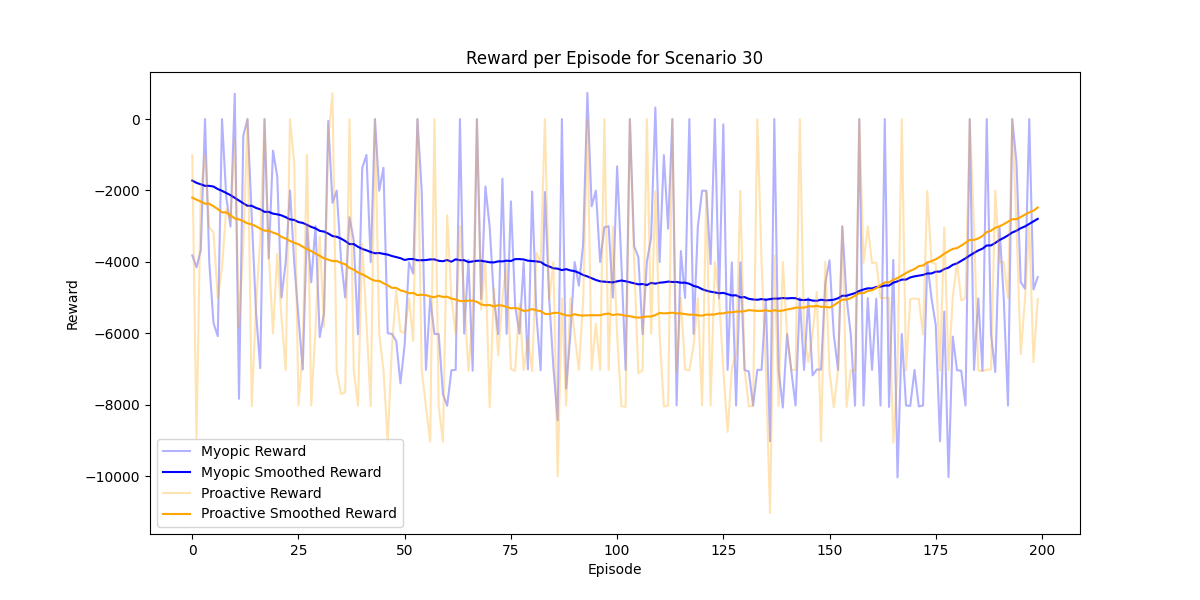 Reward per Episode for Scenario 30
Reward
0
−2000
−4000
−6000
−8000
−10000
Myopic Reward
Myopic Smoothed Reward
Proactive Reward
Proactive Smoothed Reward
0 25 50 75 100 125 150 175 200
Episode